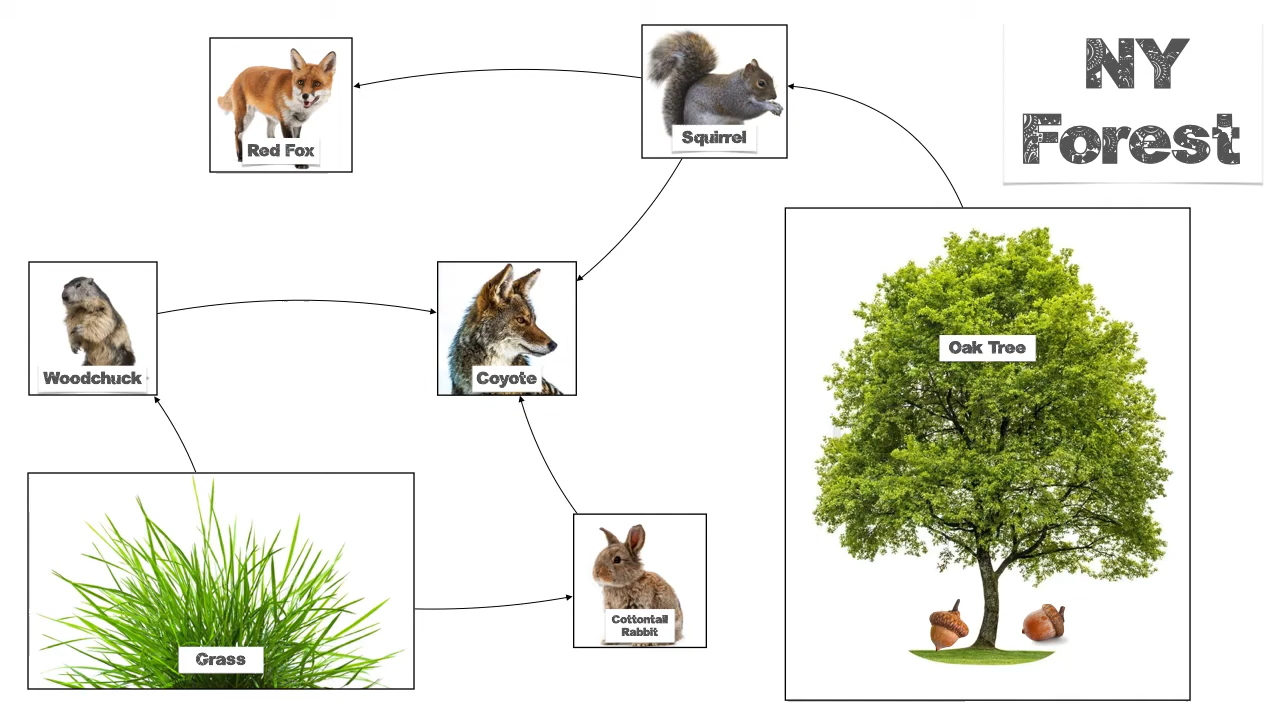 NY
Forest
Red Fox
Squirrel
Oak Tree
Woodchuck
Coyote
Cottontail
Rabbit
Grass